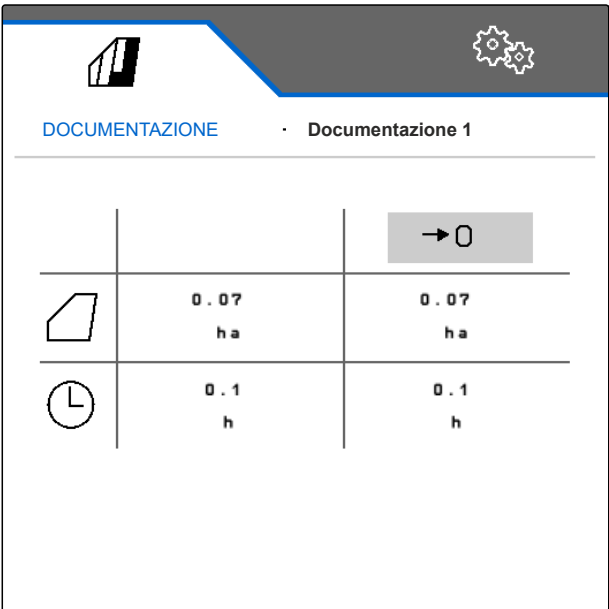 DOCUMENTAZIONE · Documentazione 1
→0
0.07 0.07
ha ha
0.1 0.1
h h